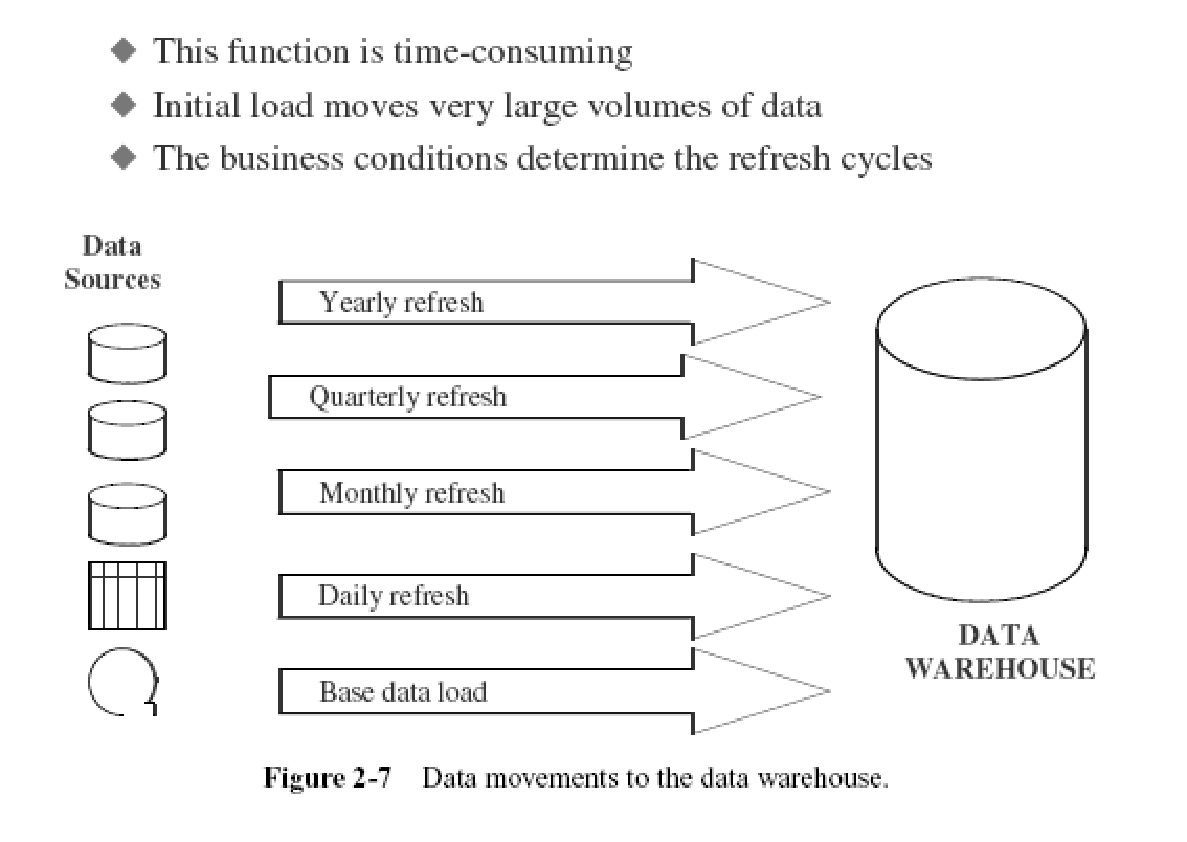 This function is time-consuming
Initial load moves very large volumes of data
The business conditions determine the refresh cycles
Data
Sources
Yearly refresh
Quarterly refresh
Monthly refresh
Daily refresh
Base data load
DATA
WAREHOUSE
Figure 2-7 Data movements to the data warehouse.